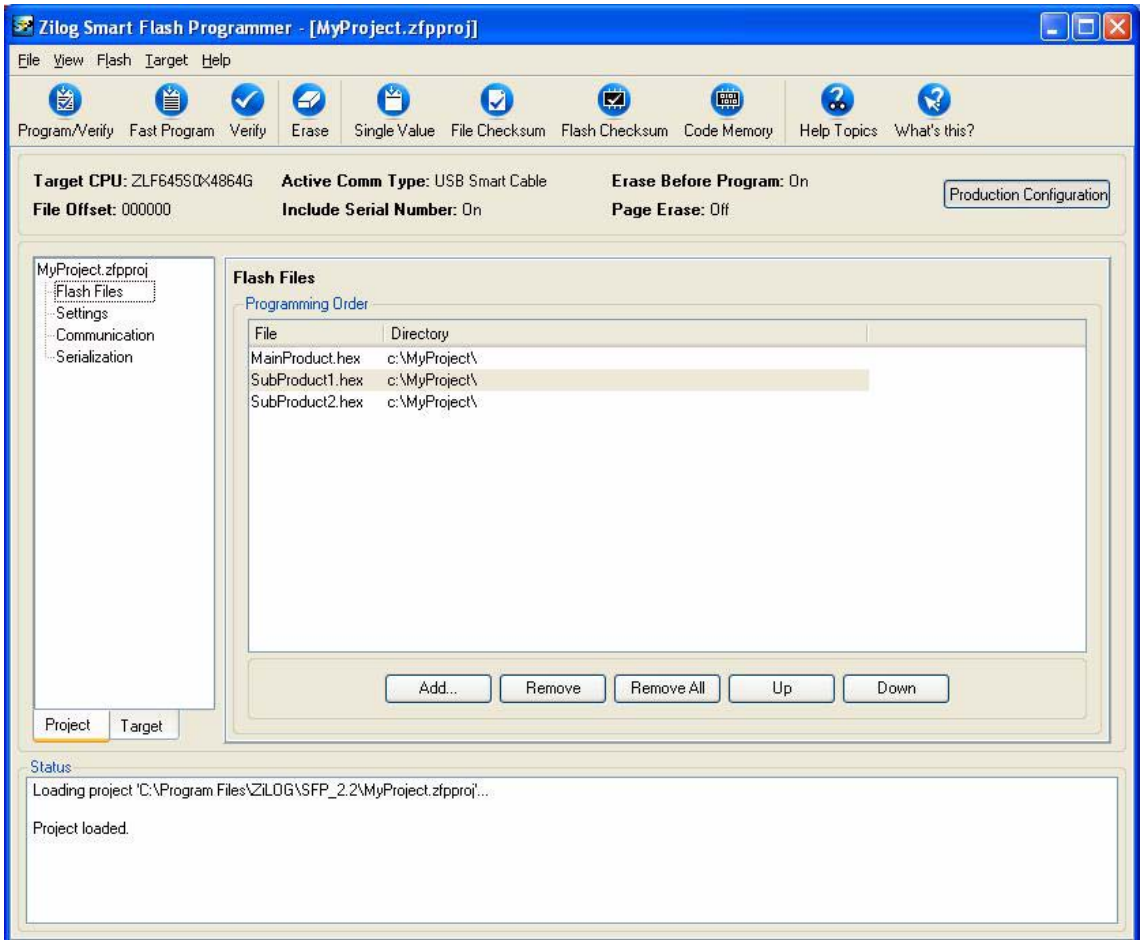 Zilog Smart Flash Programmer - [MyProject.zfpproj]
File View Flash Target Help
Program/Verify Fast Program Verify Erase Single Value File Checksum Flash Checksum Code Memory Help Topics What's this?
Target CPU: ZLF645S0X4864G Active Comm Type: USB Smart Cable Erase Before Program: On
File Offset: 000000 Include Serial Number: On Page Erase: Off
Production Configuration
MyProject.zfpproj
Flash Files
Settings
Communication
Serialization
Flash Files
Programming Order
File Directory
MainProduct.hex c:\MyProject\
SubProduct1.hex c:\MyProject\
SubProduct2.hex c:\MyProject\
Add... Remove Remove All Up Down
Project Target
Status
Loading project 'C:\Program Files\ZiLOG\SFP_2.2\MyProject.zfpproj'...
Project loaded.